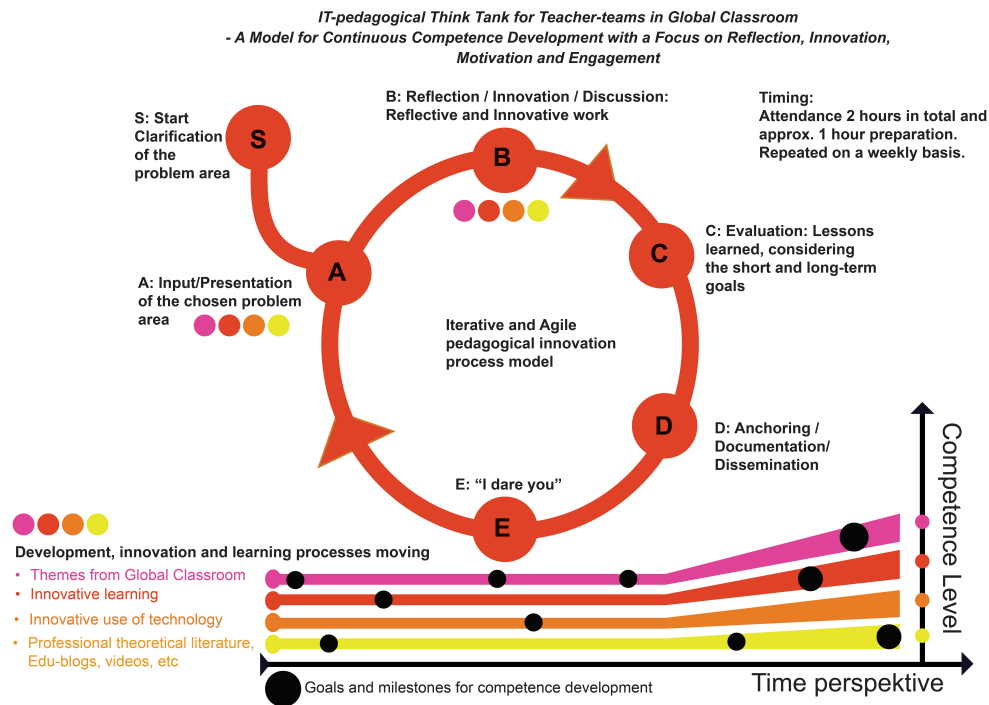 IT-pedagogical Think Tank for Teacher-teams in Global Classroom
- A Model for Continuous Competence Development with a Focus on Reflection, Innovation,
Motivation and Engagement
B: Reflection / Innovation / Discussion:
Reflective and Innovative work
Timing:
Attendance 2 hours in total and
approx. 1 hour preparation.
Repeated on a weekly basis.
S: Start
Clarification
of the
problem area
S
B
C: Evaluation: Lessons
learned, considering
the short and long-term
goals
C
A
A: Input/Presentation
of the chosen problem
area
Iterative and Agile
pedagogical innovation
process model
D
D: Anchoring /
Documentation/
Dissemination
E: “I dare you”
E
Competence Level
Development, innovation and learning processes moving
• Themes from Global Classroom
• Innovative learning
• Innovative use of technology
• Professional theoretical literature,
Edu-blogs, videos, etc
Goals and milestones for competence development
Time perspektive